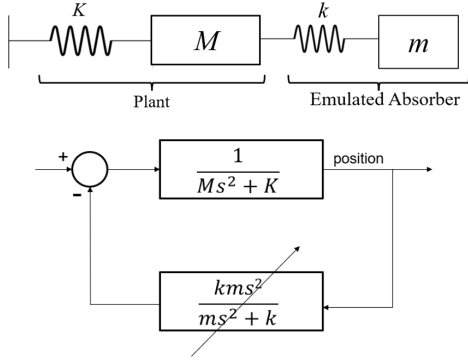 K
k
M
m
Plant
Emulated Absorber
+
1
Ms² + K
position
-
kms²
ms² + k